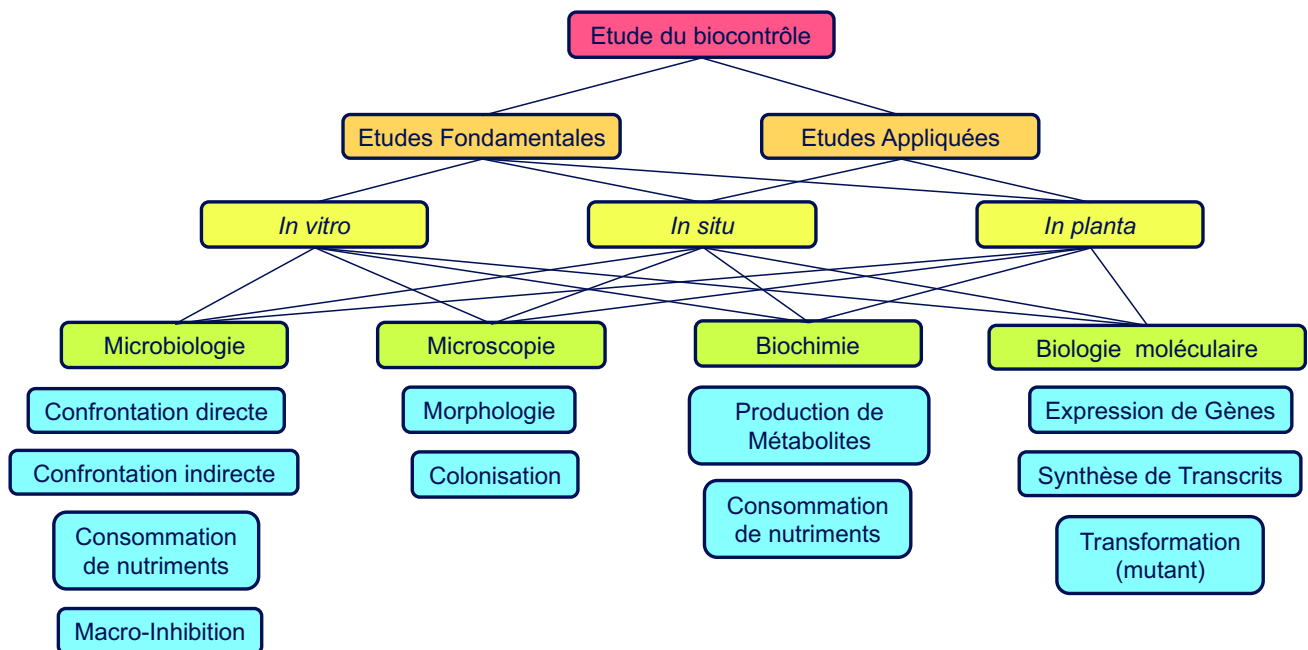 Etude du biocontrôle
Etudes Fondamentales
Etudes Appliquées
In vitro
In situ
In planta
Microbiologie
Microscopie
Biochimie
Biologie moléculaire
Confrontation directe
Morphologie
Production de
Métabolites
Expression de Gènes
Confrontation indirecte
Colonisation
Consommation
de nutriments
Synthèse de Transcrits
Consommation
de nutriments
Transformation
(mutant)
Macro-Inhibition